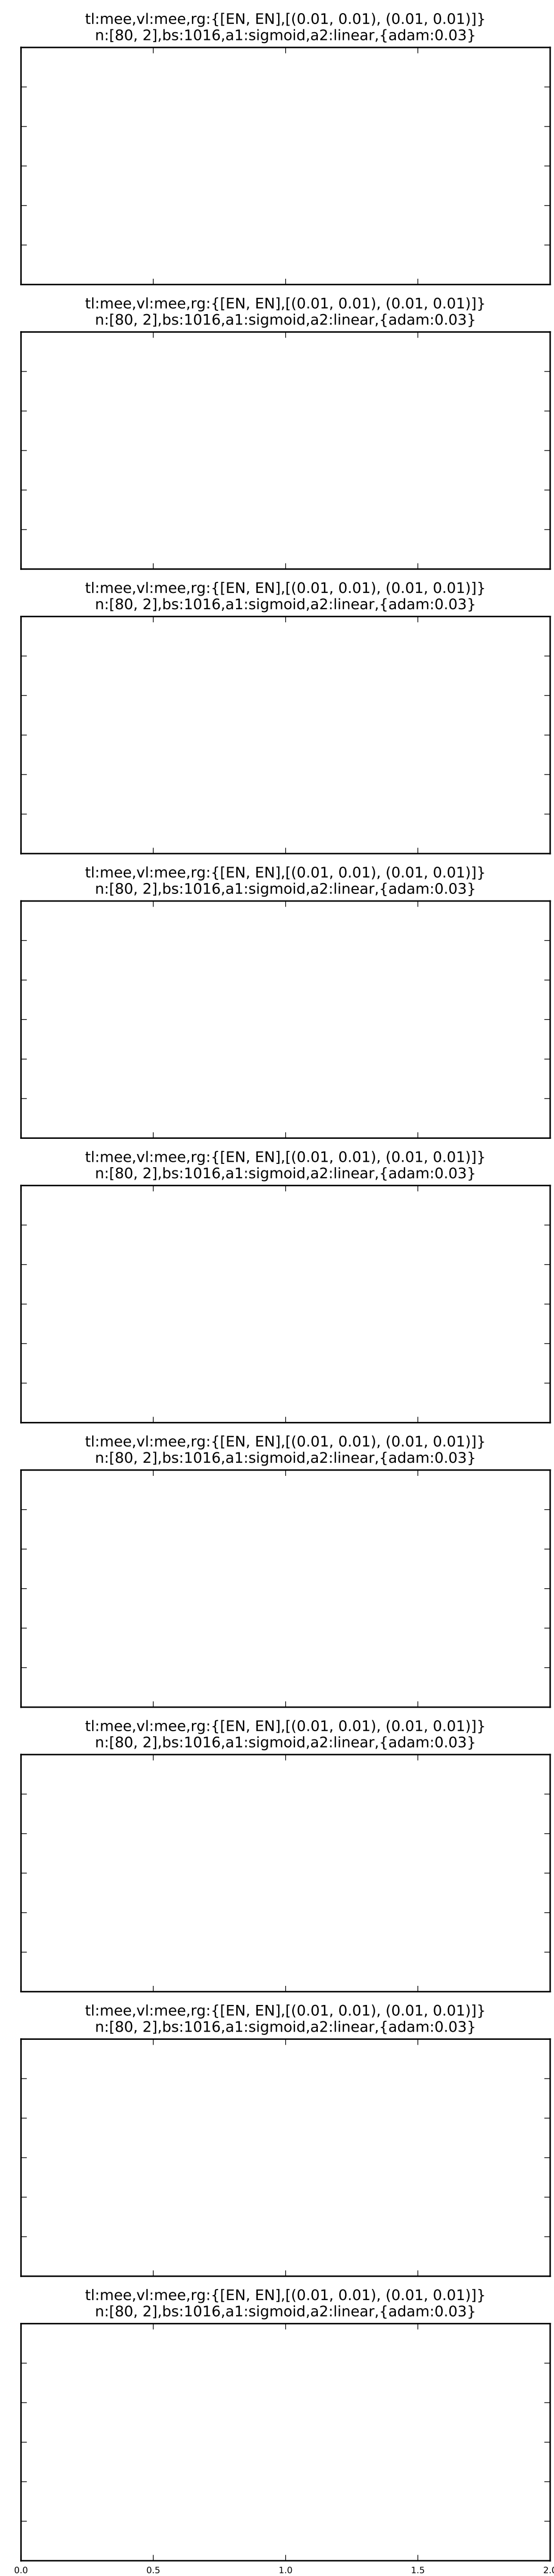 tl:mee,vl:mee,rg:{[EN, EN],[(0.01, 0.01), (0.01, 0.01)]}
n:[80, 2],bs:1016,a1:sigmoid,a2:linear,{adam:0.03}
tl:mee,vl:mee,rg:{[EN, EN],[(0.01, 0.01), (0.01, 0.01)]}
n:[80, 2],bs:1016,a1:sigmoid,a2:linear,{adam:0.03}
tl:mee,vl:mee,rg:{[EN, EN],[(0.01, 0.01), (0.01, 0.01)]}
n:[80, 2],bs:1016,a1:sigmoid,a2:linear,{adam:0.03}
tl:mee,vl:mee,rg:{[EN, EN],[(0.01, 0.01), (0.01, 0.01)]}
n:[80, 2],bs:1016,a1:sigmoid,a2:linear,{adam:0.03}
tl:mee,vl:mee,rg:{[EN, EN],[(0.01, 0.01), (0.01, 0.01)]}
n:[80, 2],bs:1016,a1:sigmoid,a2:linear,{adam:0.03}
tl:mee,vl:mee,rg:{[EN, EN],[(0.01, 0.01), (0.01, 0.01)]}
n:[80, 2],bs:1016,a1:sigmoid,a2:linear,{adam:0.03}
tl:mee,vl:mee,rg:{[EN, EN],[(0.01, 0.01), (0.01, 0.01)]}
n:[80, 2],bs:1016,a1:sigmoid,a2:linear,{adam:0.03}
tl:mee,vl:mee,rg:{[EN, EN],[(0.01, 0.01), (0.01, 0.01)]}
n:[80, 2],bs:1016,a1:sigmoid,a2:linear,{adam:0.03}
tl:mee,vl:mee,rg:{[EN, EN],[(0.01, 0.01), (0.01, 0.01)]}
n:[80, 2],bs:1016,a1:sigmoid,a2:linear,{adam:0.03}
0.0 0.5 1.0 1.5 2.0